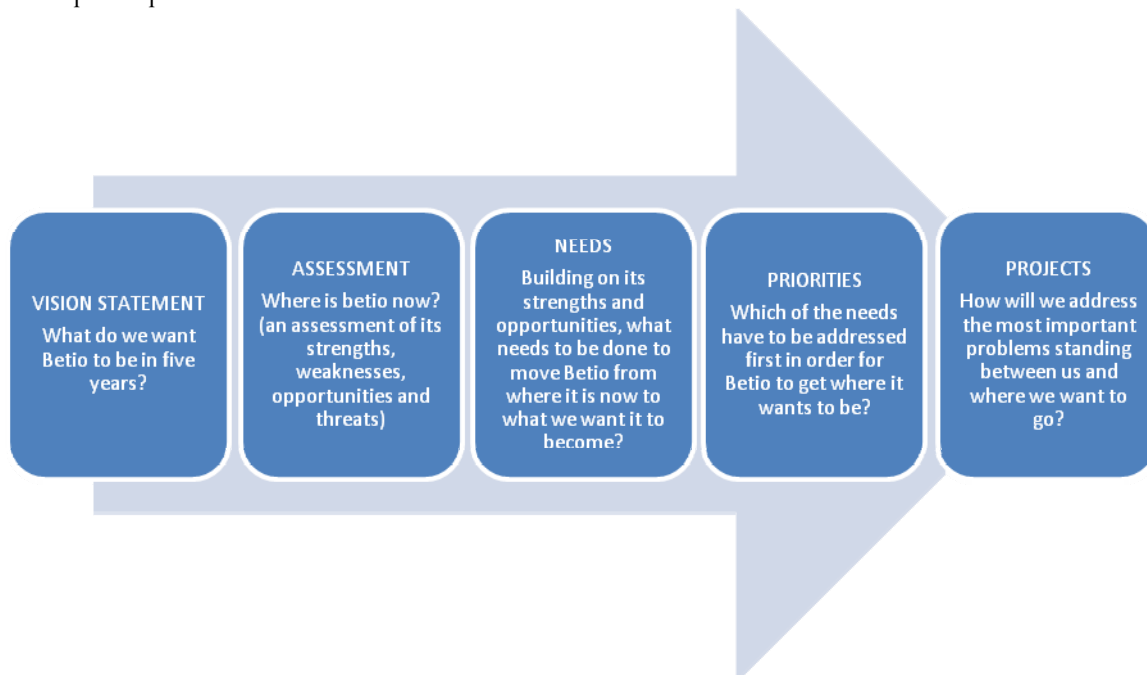 VISION STATEMENT
What do we want
Betio to be in five
years?
ASSESSMENT
Where is betio now?
(an assessment of its
strengths,
weaknesses,
opportunities and
threats)
NEEDS
Building on its
strengths and
opportunities, what
needs to be done to
move Betio from
where it is now to
what we want it to
become?
PRIORITIES
Which of the needs
have to be addressed
first in order for
Betio to get where it
wants to be?
PROJECTS
How will we address
the most important
problems standing
between us and
where we want to
go?